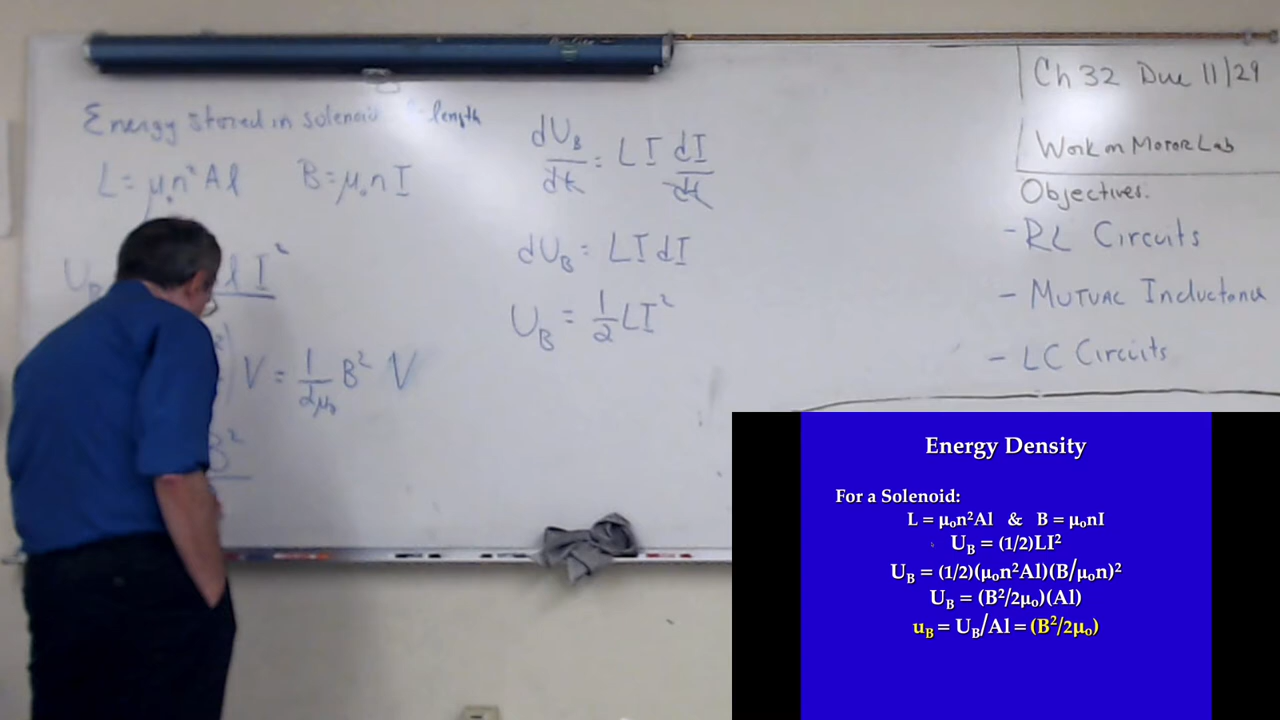 Energy stored in solenoid length
L = μ₀n²Al B = μ₀nI
U_B l I²
V = 1/2μ₀ B² V
B²
dU_B/dt = LI dI/dt
dU_B = LI dI
U_B = 1/2 LI²
Ch 32 Due 11/29
Work on Motor Lab
Objectives.
- RL Circuits
- Mutual Inductance
- LC Circuits
Energy Density
For a Solenoid:
L = μ₀n²Al & B = μ₀nI
U_B = (1/2)LI²
U_B = (1/2)(μ₀n²Al)(B/μ₀n)²
U_B = (B²/2μ₀)(Al)
u_B = U_B/Al = (B²/2μ₀)